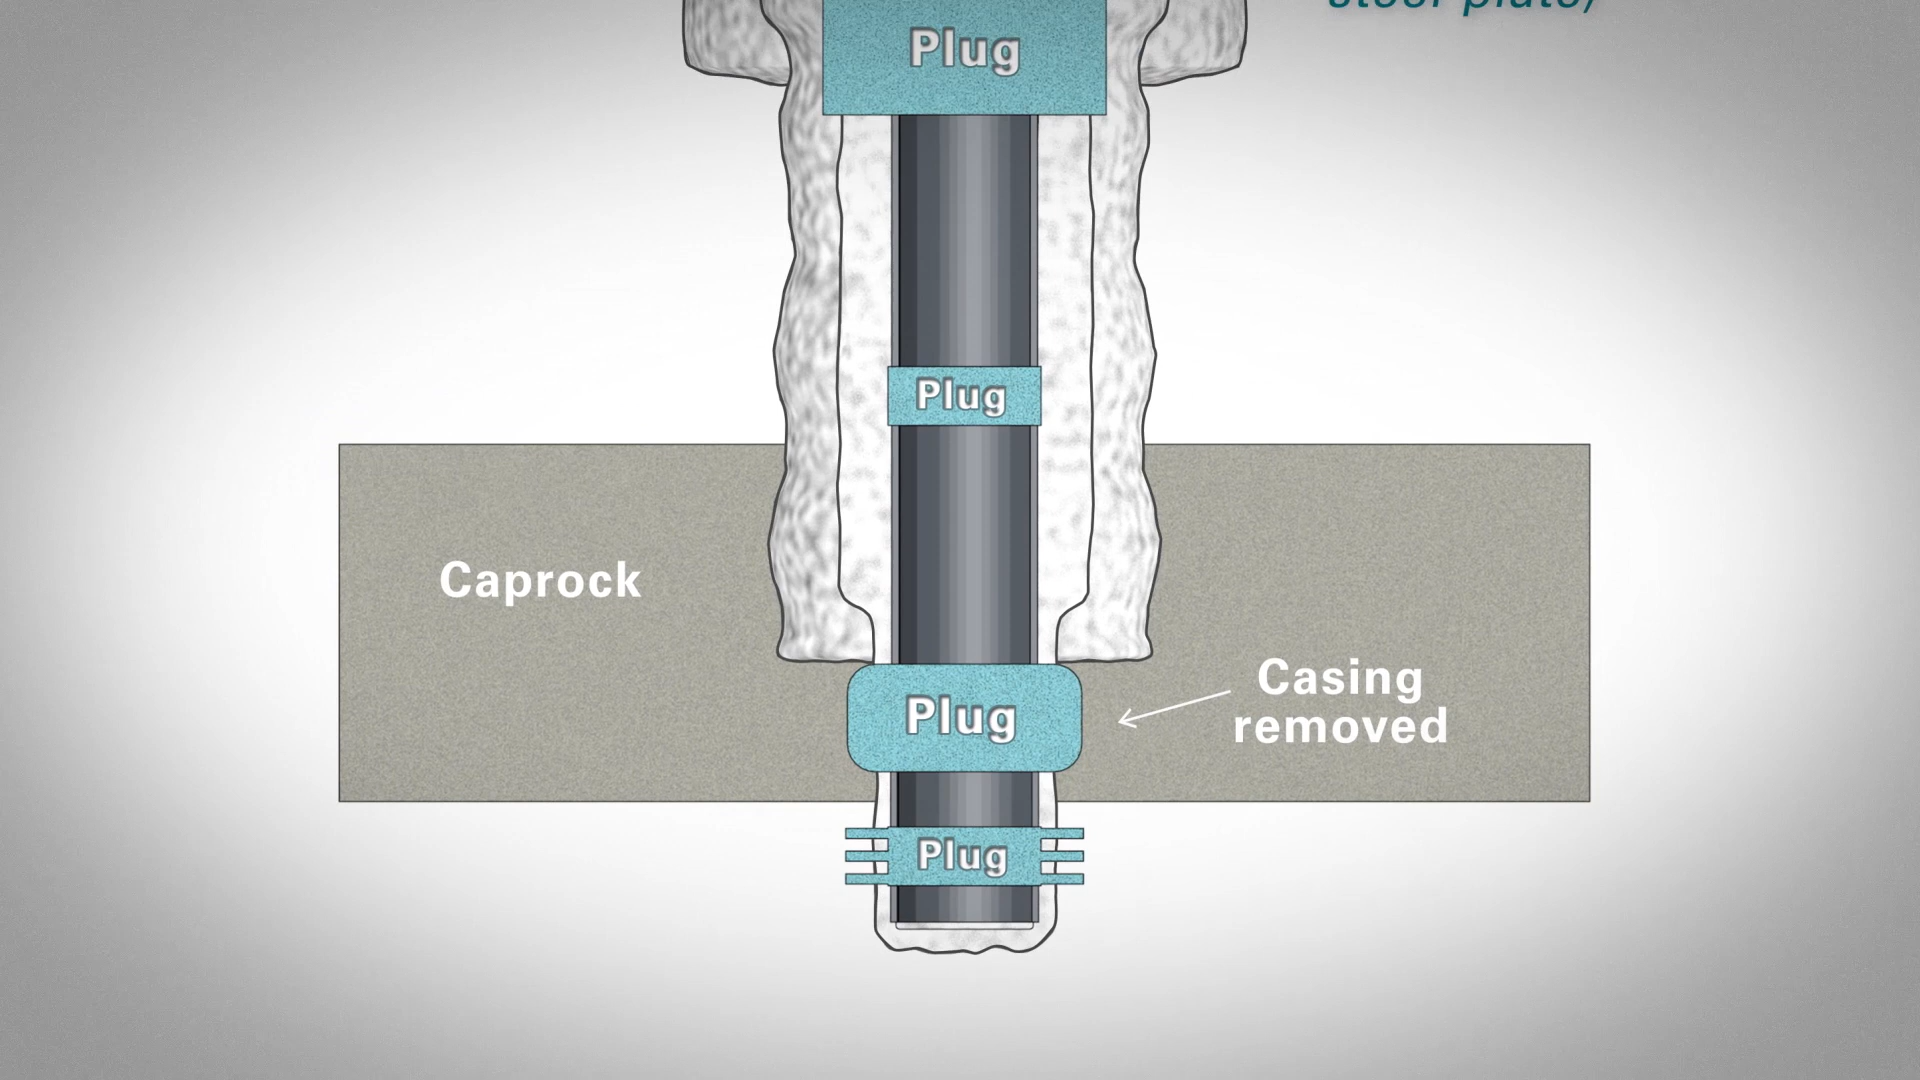 Plug
Plug
Caprock
Casing
removed
Plug
Plug